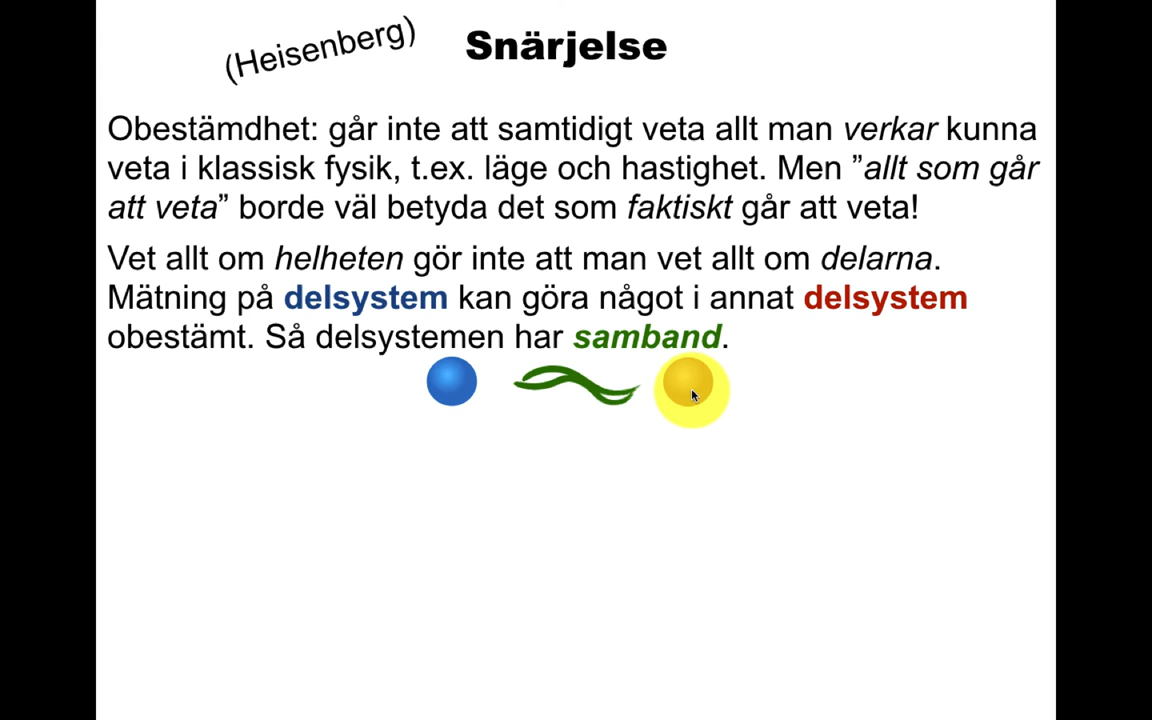 (Heisenberg)
Snärjelse
Obestämdhet: går inte att samtidigt veta allt man verkar kunna
veta i klassisk fysik, t.ex. läge och hastighet. Men ”allt som går
att veta” borde väl betyda det som faktiskt går att veta!
Vet allt om helheten gör inte att man vet allt om delarna.
Mätning på delsystem kan göra något i annat delsystem
obestämt. Så delsystemen har samband.